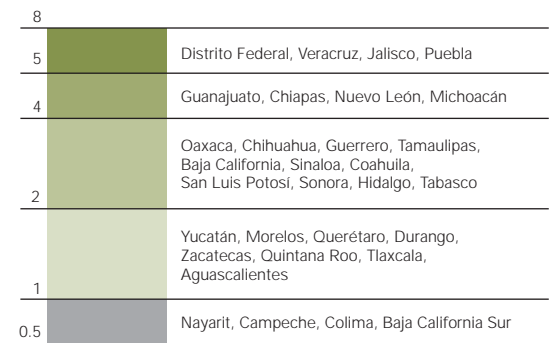 8
Distrito Federal, Veracruz, Jalisco, Puebla
5
Guanajuato, Chiapas, Nuevo León, Michoacán
4
Oaxaca, Chihuahua, Guerrero, Tamaulipas,
Baja California, Sinaloa, Coahuila,
San Luis Potosí, Sonora, Hidalgo, Tabasco
2
Yucatán, Morelos, Querétaro, Durango,
Zacatecas, Quintana Roo, Tlaxcala,
Aguascalientes
1
Nayarit, Campeche, Colima, Baja California Sur
0.5